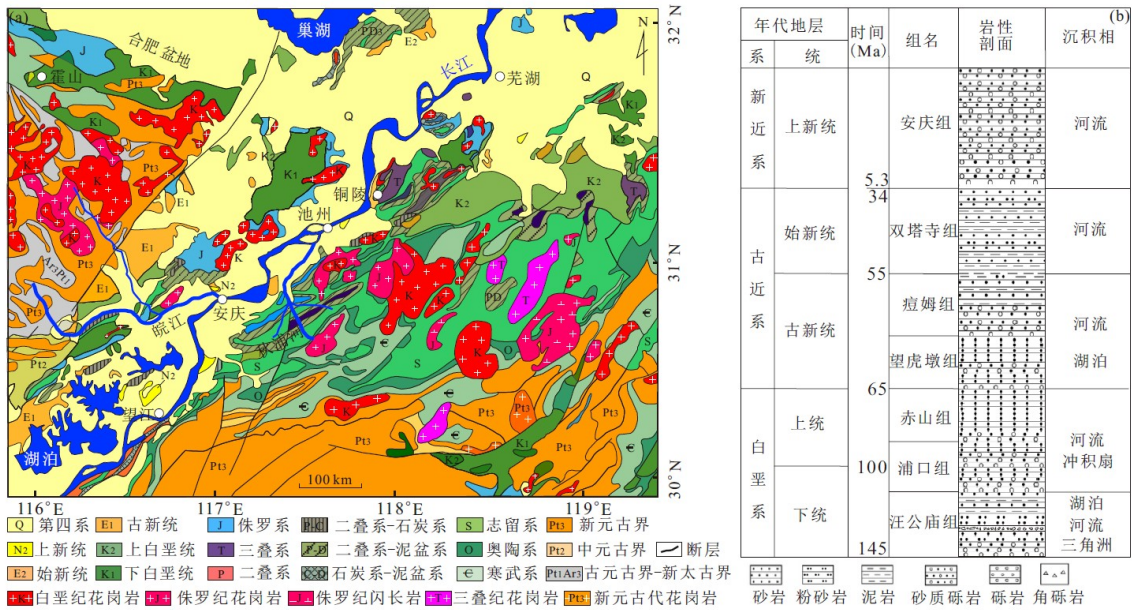 (a)
巢湖
32°N
N
合肥 盆地
霍山
长江
芜湖
铜陵
池州
31°N
安庆
皖江
秋浦河
望江
湖泊
100 km
30°N
116°E
117°E
118°E
119°E
Q 第四系 E1 古新统 J 侏罗系 P-C 二叠系-石炭系 S 志留系 Pt3 新元古界
N2 上新统 K2 上白垩统 T 三叠系 P-D 二叠系-泥盆系 O 奥陶系 Pt2 中元古界 断层
E2 始新统 K1 下白垩统 P 二叠系 C-D 石炭系-泥盆系 Є 寒武系 Pt1Ar3 古元古界-新太古界
K 白垩纪花岗岩 J 侏罗纪花岗岩 J 侏罗纪闪长岩 T 三叠纪花岗岩 Pt3 新元古代花岗岩
(b)
年代地层 时间(Ma) 组名 岩性剖面 沉积相
系 统
新近系 上新统 安庆组 河流
5.3
34
古近系 始新统 双塔寺组 河流
55
古新统 痘姆组 河流
望虎墩组 湖泊
65
白垩系 上统 赤山组 河流
冲积扇
100 浦口组
下统 汪公庙组 湖泊
河流
三角洲
145
砂岩 粉砂岩 泥岩 砂质砾岩 砾岩 角砾岩